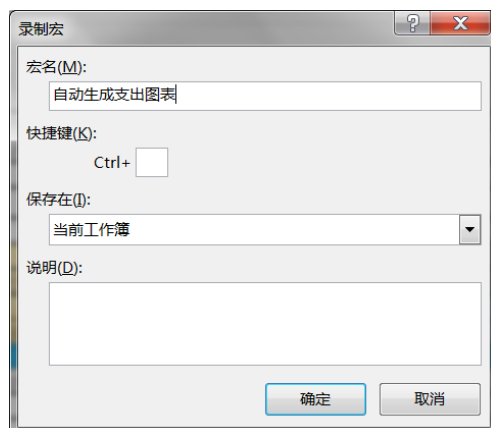 录制宏
宏名(M):
自动生成支出图表
快捷键(K):
Ctrl+
保存在(I):
当前工作簿
说明(D):
确定 取消